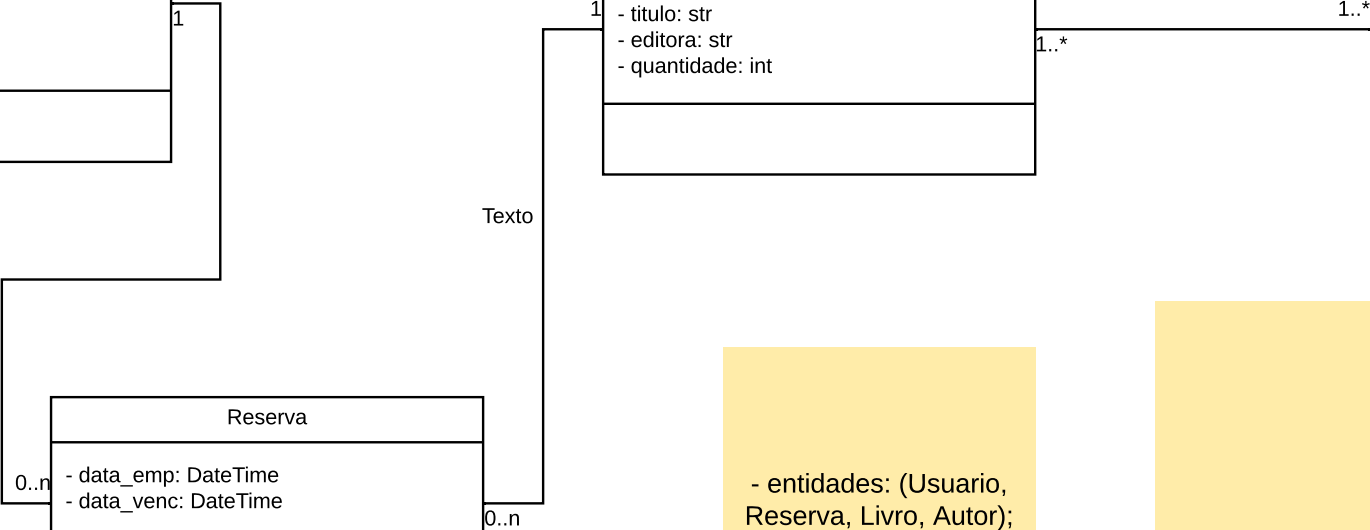 1
1
- titulo: str
- editora: str
- quantidade: int
1..*
1..*
Texto
Reserva
- data_emp: DateTime
- data_venc: DateTime
0..n
0..n
- entidades: (Usuario,
Reserva, Livro, Autor);